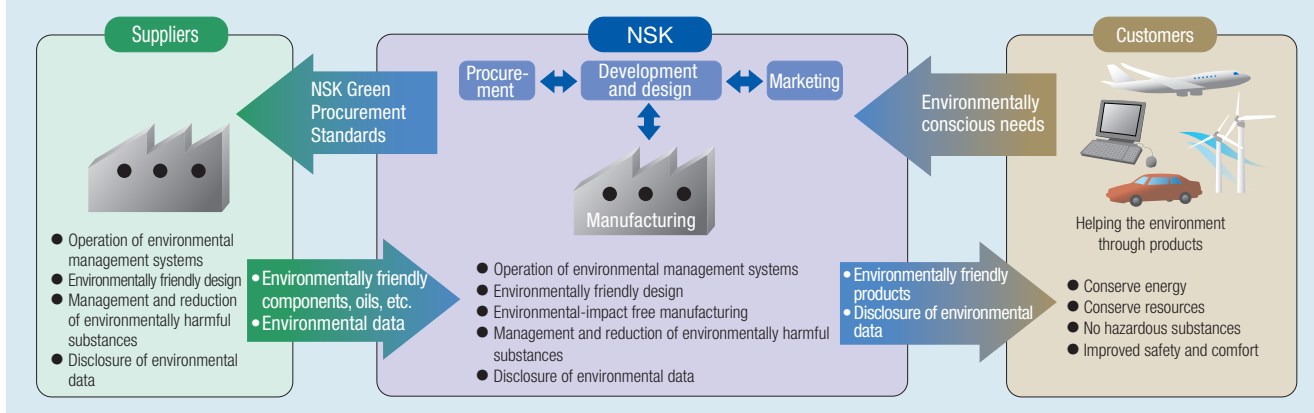 Suppliers
NSK Green
Procurement
Standards
● Operation of environmental
management systems
● Environmentally friendly design
● Management and reduction
of environmentally harmful
substances
● Disclosure of environmental
data
• Environmentally friendly
components, oils, etc.
• Environmental data
NSK
Procure-
ment
Development
and design
Marketing
Manufacturing
● Operation of environmental management systems
● Environmentally friendly design
● Environmental-impact free manufacturing
● Management and reduction of environmentally harmful
substances
● Disclosure of environmental data
Environmentally
conscious needs
• Environmentally friendly
products
• Disclosure of environmental
data
Customers
Helping the environment
through products
● Conserve energy
● Conserve resources
● No hazardous substances
● Improved safety and comfort